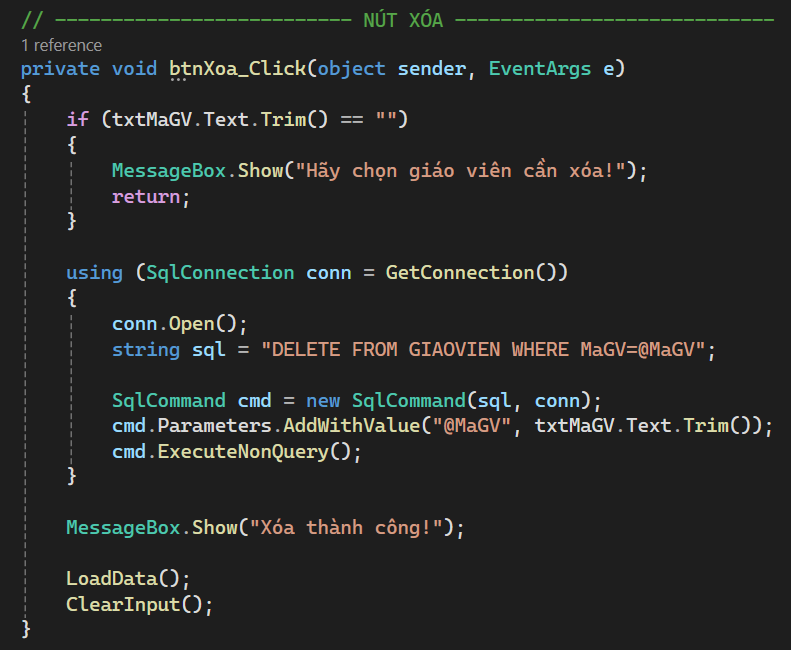 // -------------------------- NÚT XÓA ----------------------------
1 reference
private void btnXoa_Click(object sender, EventArgs e)
{
    if (txtMaGV.Text.Trim() == "")
    {
        MessageBox.Show("Hãy chọn giáo viên cần xóa!");
        return;
    }

    using (SqlConnection conn = GetConnection())
    {
        conn.Open();
        string sql = "DELETE FROM GIAOVIEN WHERE MaGV=@MaGV";

        SqlCommand cmd = new SqlCommand(sql, conn);
        cmd.Parameters.AddWithValue("@MaGV", txtMaGV.Text.Trim());
        cmd.ExecuteNonQuery();
    }

    MessageBox.Show("Xóa thành công!");

    LoadData();
    ClearInput();
}